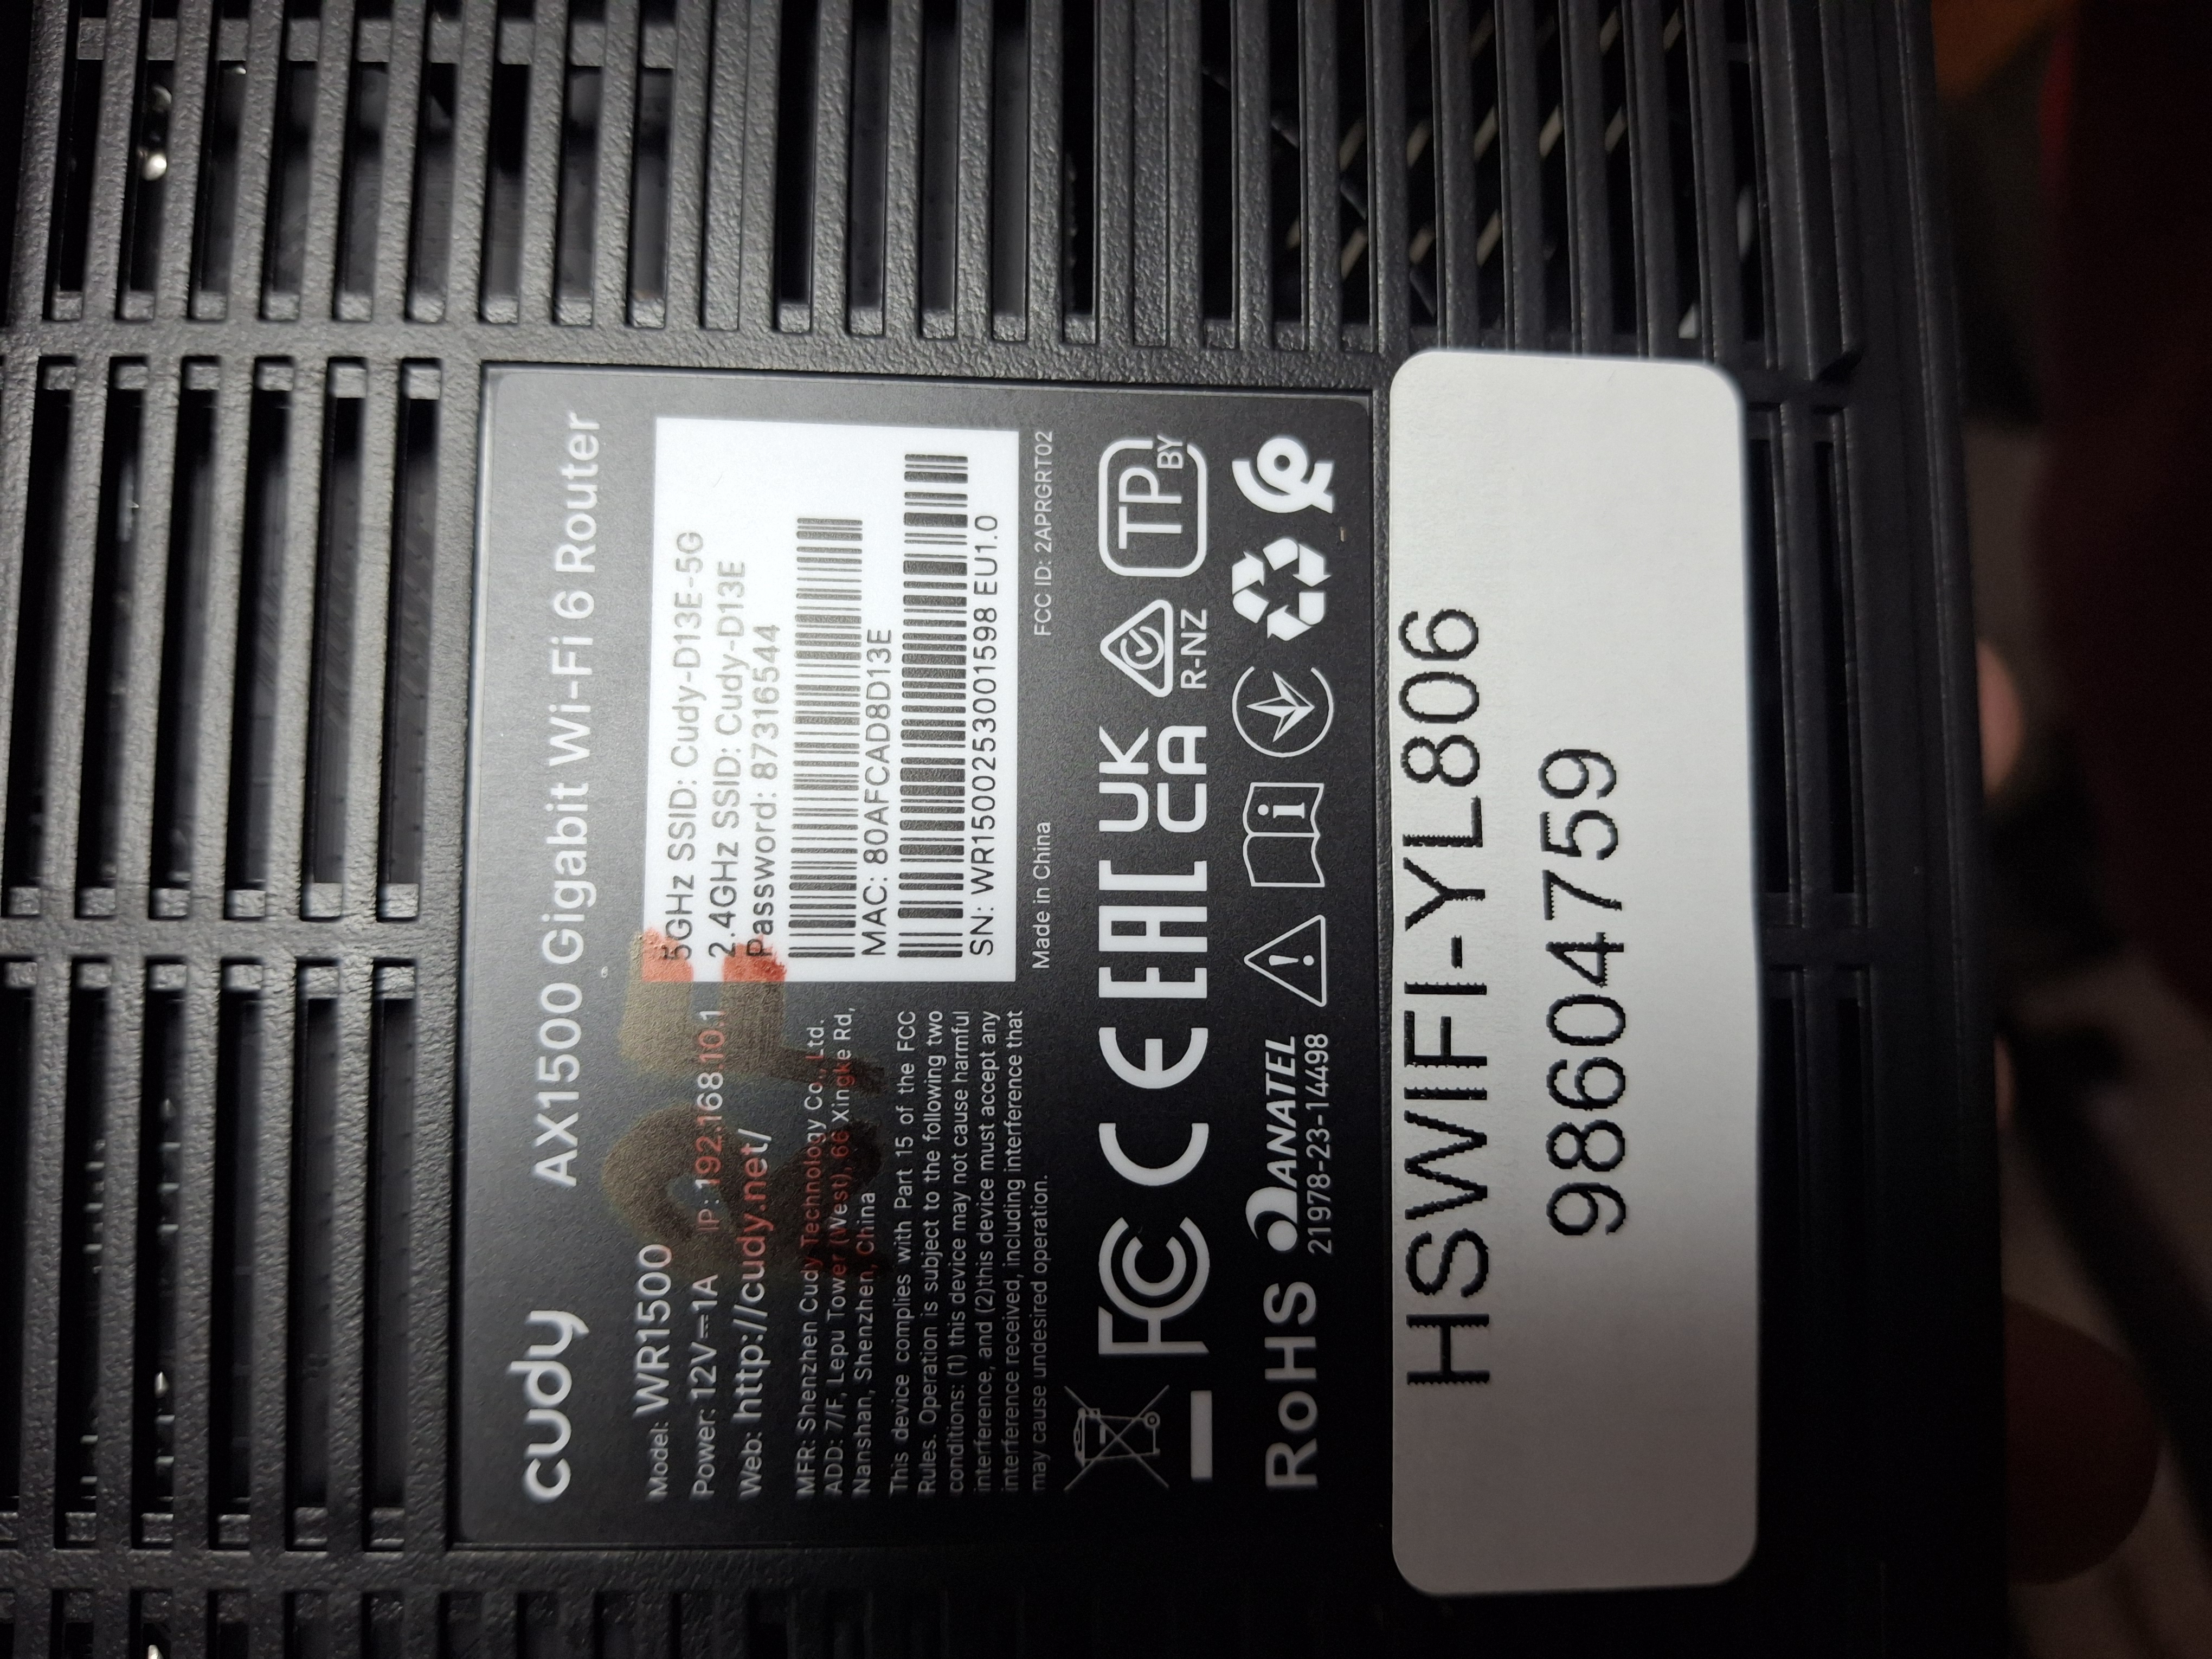 cudy AX1500 Gigabit Wi-Fi 6 Router
Model: WR1500
Power: 12V⎓1A IP: 192.168.10.1
Web: http://cudy.net/
MFR: Shenzhen Cudy Technology Co., Ltd.
ADD: 7/F, Lepu Tower (West), 66 Xingke Rd,
Nanshan, Shenzhen, China
This device complies with Part 15 of the FCC
Rules. Operation is subject to the following two
conditions: (1) this device may not cause harmful
interference, and (2)this device must accept any
interference received, including interference that
may cause undesired operation.
5GHz SSID: Cudy-D13E-5G
2.4GHz SSID: Cudy-D13E
Password: 87316544
MAC: 80AFCAD8D13E
SN: WR15002530001598 EU1.0
Made in China
FCC ID: 2APRGRT02
FC CE EAC UK
CA
R-NZ
TP
BY
RoHS
ANATEL
21978-23-14498
HSWIFI-YL806
98604759